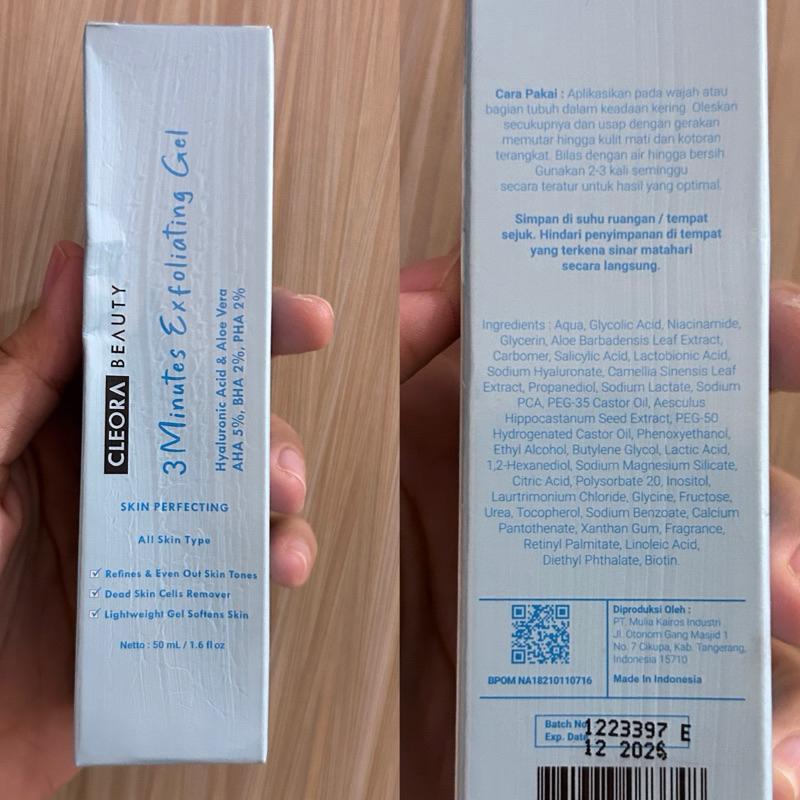 CLEORA BEAUTY
3 Minutes Exfoliating Gel
Hyaluronic Acid & Aloe Vera
AHA 5%, BHA 2%, PHA 2%
SKIN PERFECTING
All Skin Type
Refines & Even Out Skin Tones
Dead Skin Cells Remover
Lightweight Gel Softens Skin
Netto : 50 mL / 1.6 fl oz
Cara Pakai : Aplikasikan pada wajah atau
bagian tubuh dalam keadaan kering. Oleskan
secukupnya dan usap dengan gerakan
memutar hingga kulit mati dan kotoran
terangkat. Bilas dengan air hingga bersih
Gunakan 2-3 kali seminggu
secara teratur untuk hasil yang optimal.
Simpan di suhu ruangan / tempat
sejuk. Hindari penyimpanan di tempat
yang terkena sinar matahari
secara langsung.
Ingredients : Aqua, Glycolic Acid, Niacinamide,
Glycerin, Aloe Barbadensis Leaf Extract,
Carbomer, Salicylic Acid, Lactobionic Acid,
Sodium Hyaluronate, Camellia Sinensis Leaf
Extract, Propanediol, Sodium Lactate, Sodium
PCA, PEG-35 Castor Oil, Aesculus
Hippocastanum Seed Extract, PEG-50
Hydrogenated Castor Oil, Phenoxyethanol,
Ethyl Alcohol, Butylene Glycol, Lactic Acid,
1,2-Hexanediol, Sodium Magnesium Silicate,
Citric Acid, Polysorbate 20, Inositol,
Laurtrimonium Chloride, Glycine, Fructose,
Urea, Tocopherol, Sodium Benzoate, Calcium
Pantothenate, Xanthan Gum, Fragrance,
Retinyl Palmitate, Linoleic Acid,
Diethyl Phthalate, Biotin.
BPOM NA18210110716
Diproduksi Oleh :
PT. Mulia Kairos Industri
Jl. Otonom Gang Masjid 1
No. 7 Cikupa, Kab. Tangerang,
Indonesia 15710
Made In Indonesia
Batch No 1223397 E
Exp. Date 12 2026